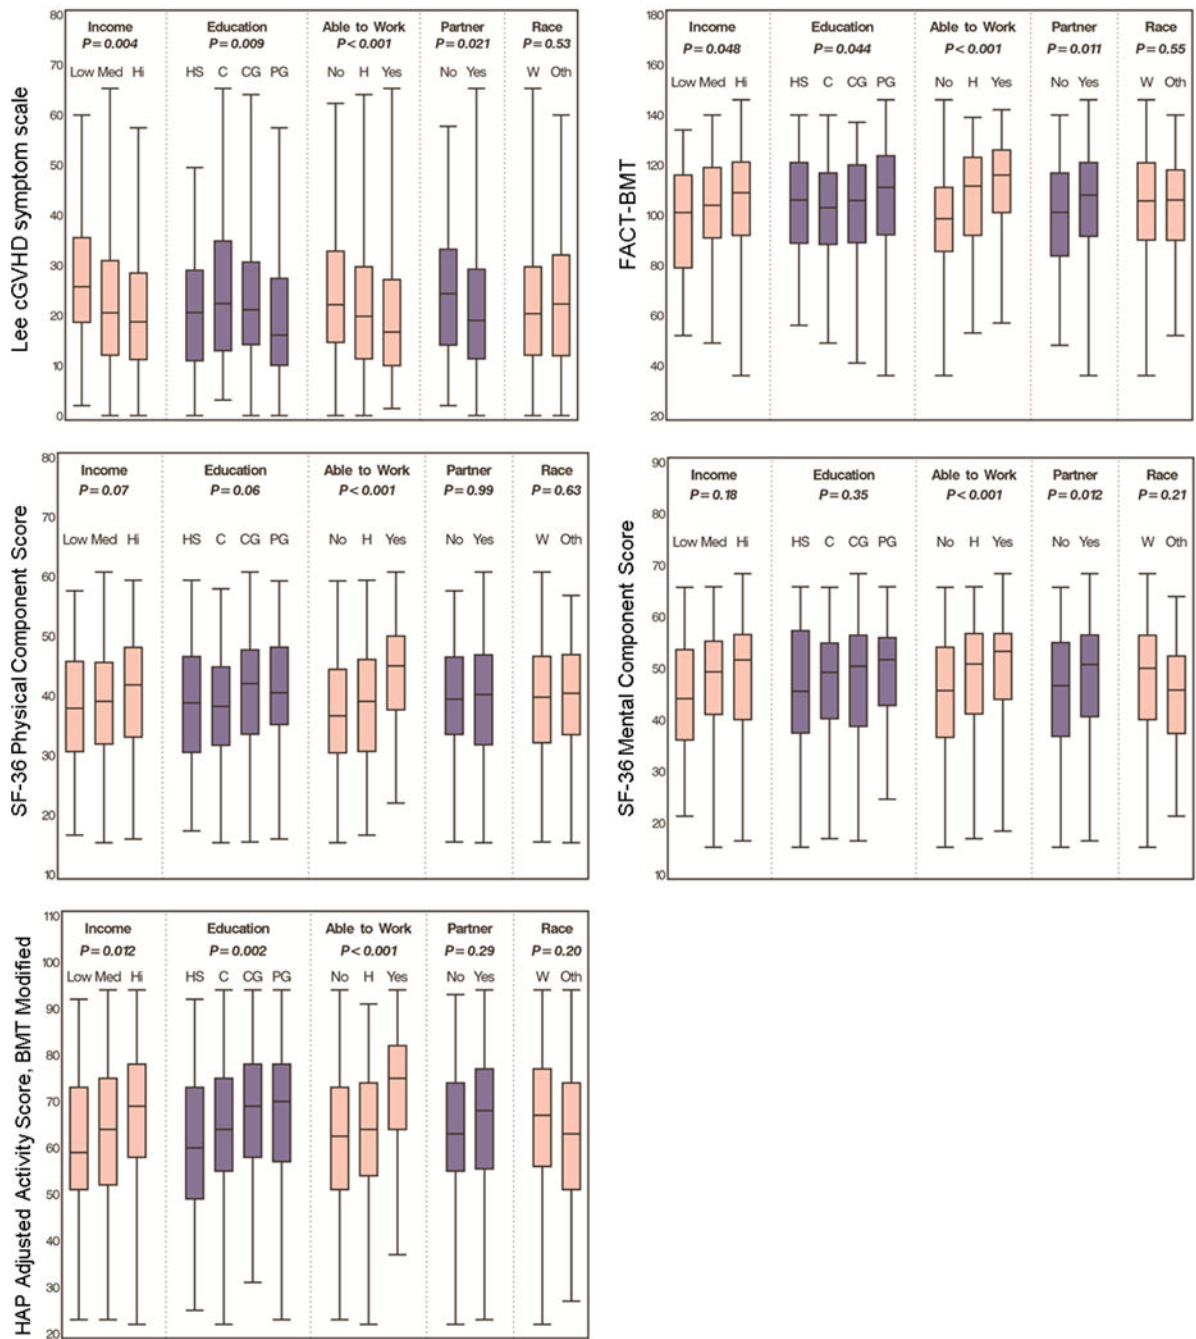 Lee cGVHD symptom scale
80
70
60
50
40
30
20
10
0
Income Education Able to Work Partner Race
P=0.004 P=0.009 P<0.001 P=0.021 P=0.53
Low Med Hi HS C CG PG No H Yes No Yes W Oth
FACT-BMT
180
160
140
120
100
80
60
40
20
Income Education Able to Work Partner Race
P=0.048 P=0.044 P<0.001 P=0.011 P=0.55
Low Med Hi HS C CG PG No H Yes No Yes W Oth
SF-36 Physical Component Score
80
70
60
50
40
30
20
10
Income Education Able to Work Partner Race
P=0.07 P=0.06 P<0.001 P=0.99 P=0.63
Low Med Hi HS C CG PG No H Yes No Yes W Oth
SF-36 Mental Component Score
90
80
70
60
50
40
30
20
10
Income Education Able to Work Partner Race
P=0.18 P=0.35 P<0.001 P=0.012 P=0.21
Low Med Hi HS C CG PG No H Yes No Yes W Oth
HAP Adjusted Activity Score, BMT Modified
110
100
90
80
70
60
50
40
30
20
Income Education Able to Work Partner Race
P=0.012 P=0.002 P<0.001 P=0.29 P=0.20
Low Med Hi HS C CG PG No H Yes No Yes W Oth